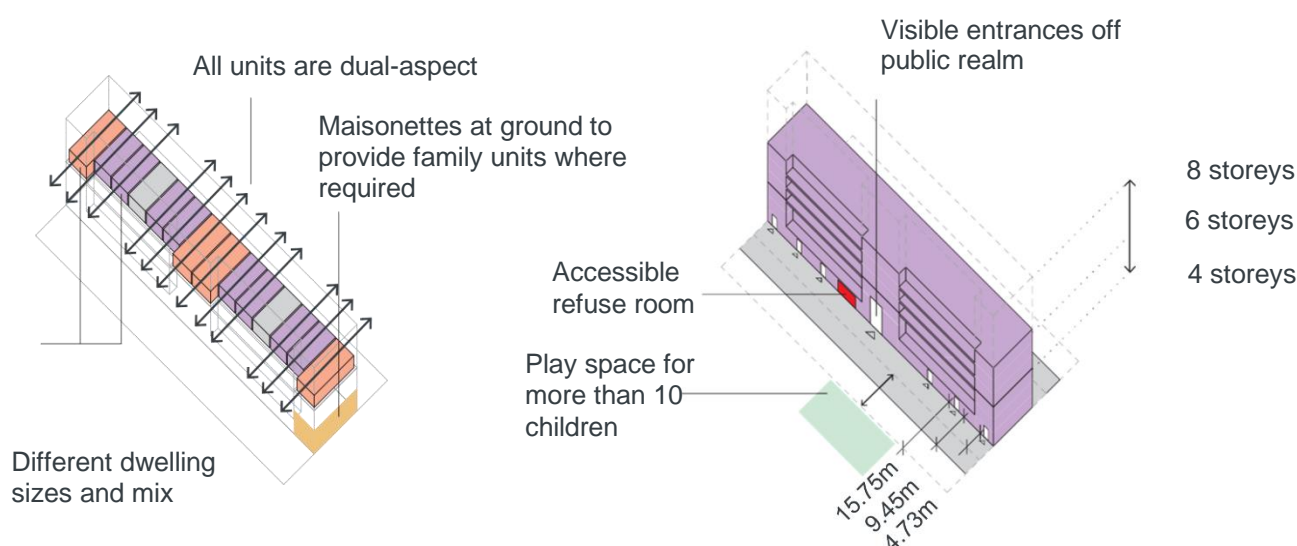 All units are dual-aspect
Maisonettes at ground to
provide family units where
required
Different dwelling
sizes and mix
Visible entrances off
public realm
8 storeys
6 storeys
4 storeys
Accessible
refuse room
Play space for
more than 10
children
15.75m
9.45m
4.73m